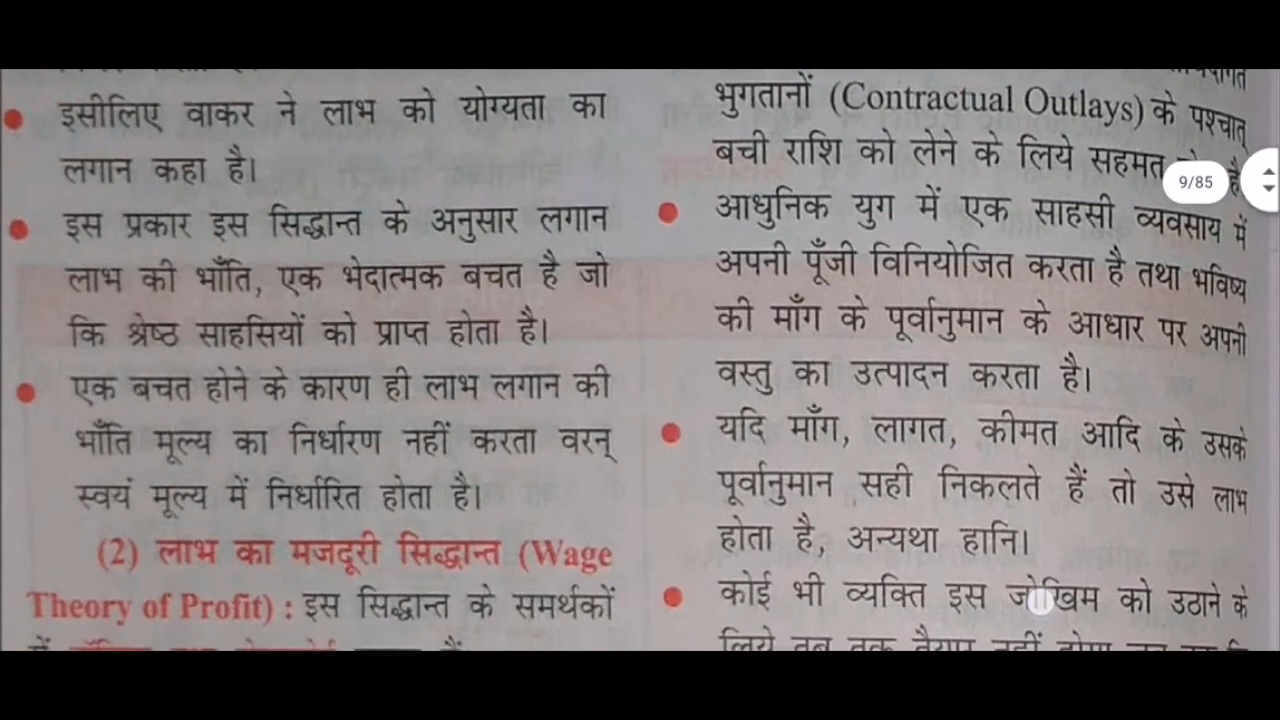 इसीलिए वाकर ने लाभ को योग्यता का
लगान कहा है।
इस प्रकार इस सिद्धान्त के अनुसार लगान
लाभ की भाँति, एक भेदात्मक बचत है जो
कि श्रेष्ठ साहसियों को प्राप्त होता है।
एक बचत होने के कारण ही लाभ लगान की
भाँति मूल्य का निर्धारण नहीं करता वरन्
स्वयं मूल्य में निर्धारित होता है।
(2) लाभ का मजदूरी सिद्धान्त (Wage
Theory of Profit) : इस सिद्धान्त के समर्थकों
भुगतानों (Contractual Outlays) के पश्चात्
बची राशि को लेने के लिये सहमत है
आधुनिक युग में एक साहसी व्यवसाय में
अपनी पूँजी विनियोजित करता है तथा भविष्य
की माँग के पूर्वानुमान के आधार पर अपनी
वस्तु का उत्पादन करता है।
यदि माँग, लागत, कीमत आदि के उसके
पूर्वानुमान सही निकलते हैं तो उसे लाभ
होता है, अन्यथा हानि।
कोई भी व्यक्ति इस जोखिम को उठाने के
9/85